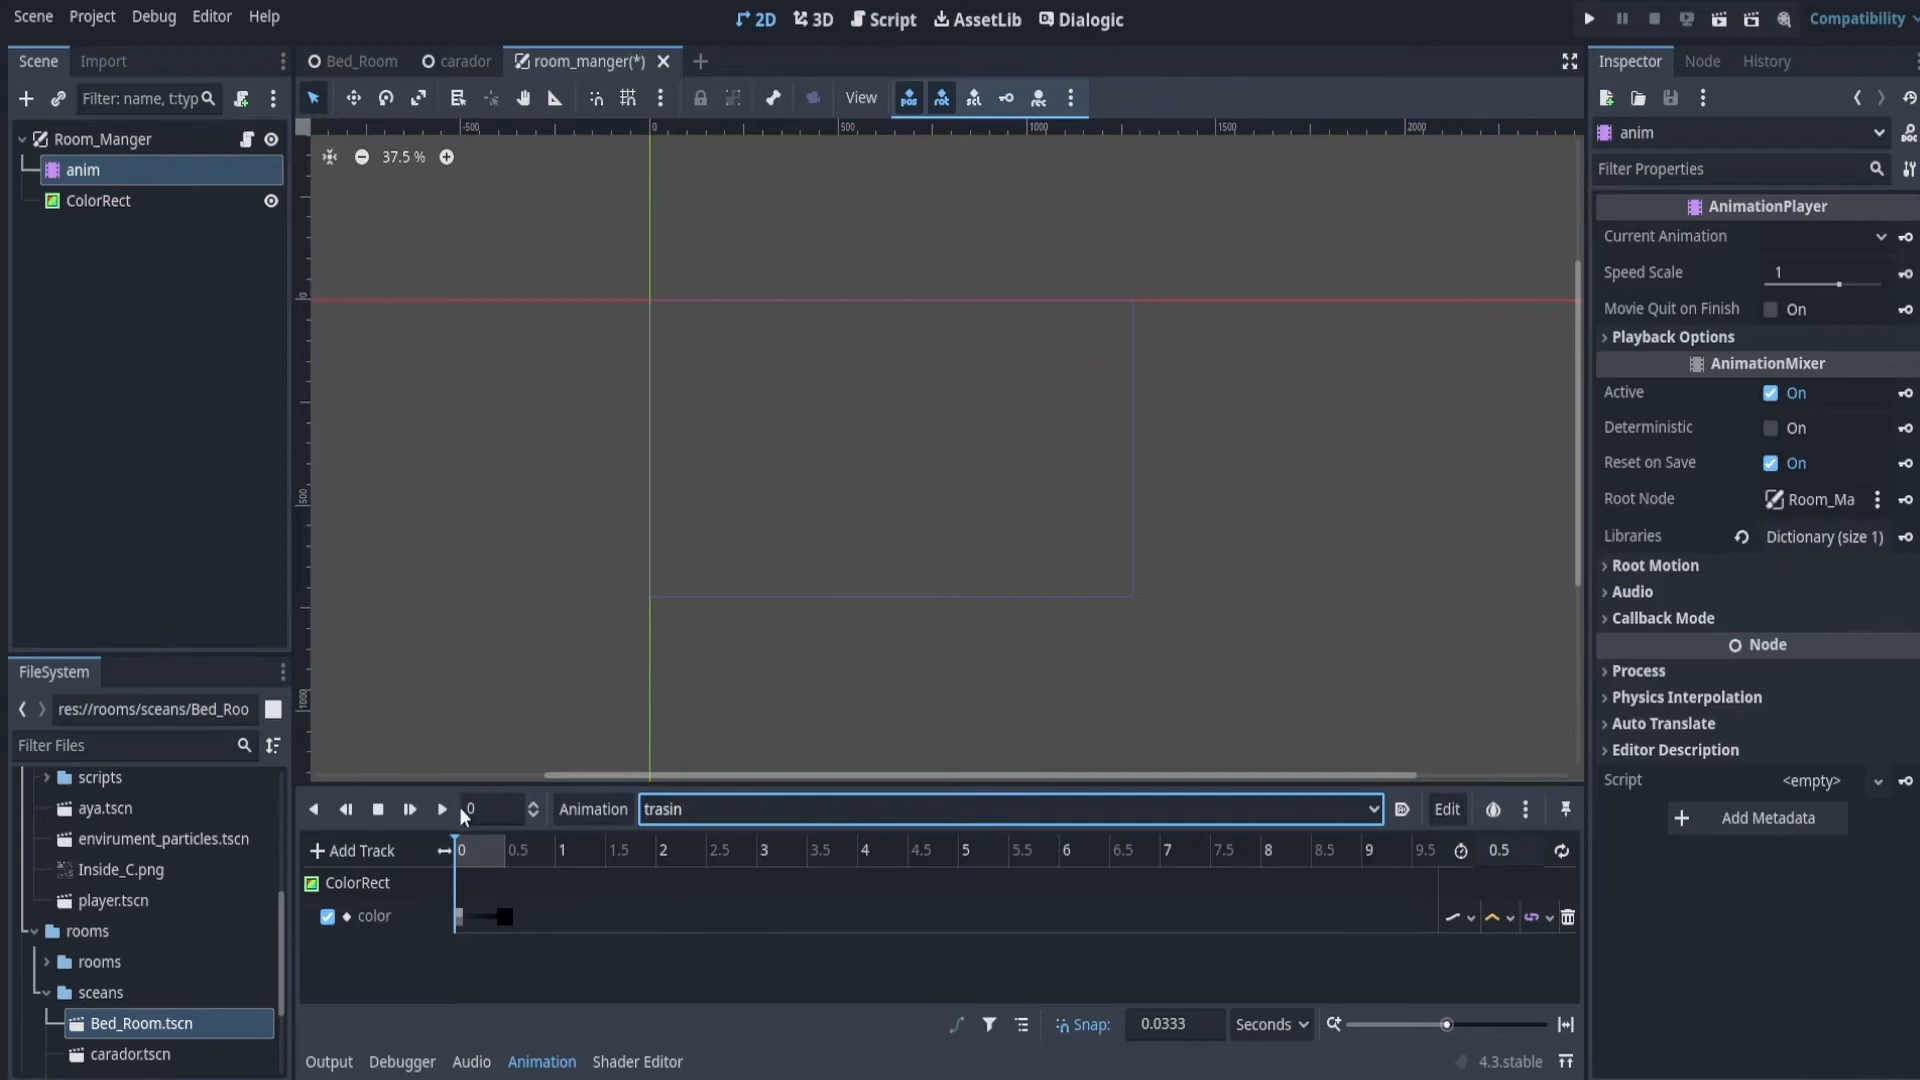 Scene Project Debug Editor Help
2D 3D Script AssetLib Dialogic
Compatibility
Scene Import
Filter: name, t:typ
Room_Manger
anim
ColorRect
Bed_Room carador room_manger(*)
View
-500 0 500 1000 1500 2000
0
500
1000
37.5 %
FileSystem
res://rooms/sceans/Bed_Roo
Filter Files
scripts
aya.tscn
envirument_particles.tscn
Inside_C.png
player.tscn
rooms
rooms
sceans
Bed_Room.tscn
carador.tscn
0 Animation trasin Edit
Add Track 0 0.5 1 1.5 2 2.5 3 3.5 4 4.5 5 5.5 6 6.5 7 7.5 8 8.5 9 9.5 0.5
ColorRect
color
Snap: 0.0333 Seconds
Output Debugger Audio Animation Shader Editor 4.3.stable
Inspector Node History
anim
Filter Properties
AnimationPlayer
Current Animation
Speed Scale 1
Movie Quit on Finish On
Playback Options
AnimationMixer
Active On
Deterministic On
Reset on Save On
Root Node Room_Ma
Libraries Dictionary (size 1)
Root Motion
Audio
Callback Mode
Node
Process
Physics Interpolation
Auto Translate
Editor Description
Script <empty>
Add Metadata